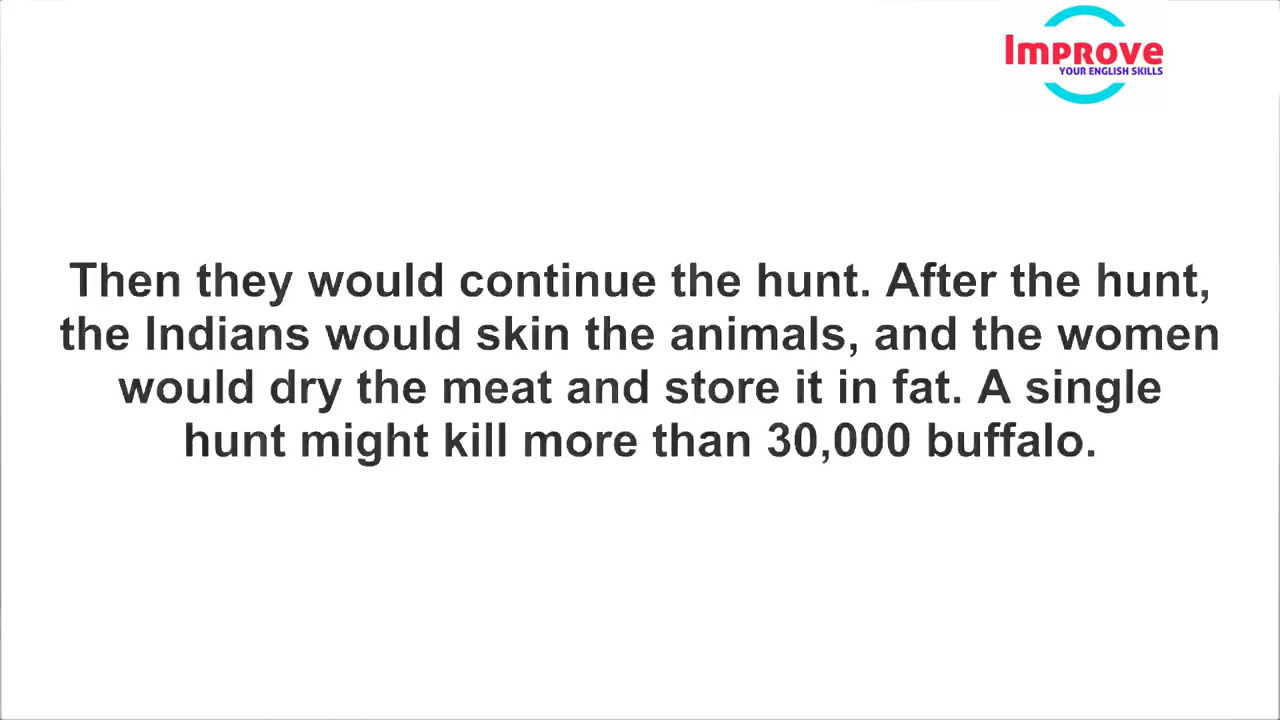 Improve
YOUR ENGLISH SKILLS
Then they would continue the hunt. After the hunt,
the Indians would skin the animals, and the women
would dry the meat and store it in fat. A single
hunt might kill more than 30,000 buffalo.